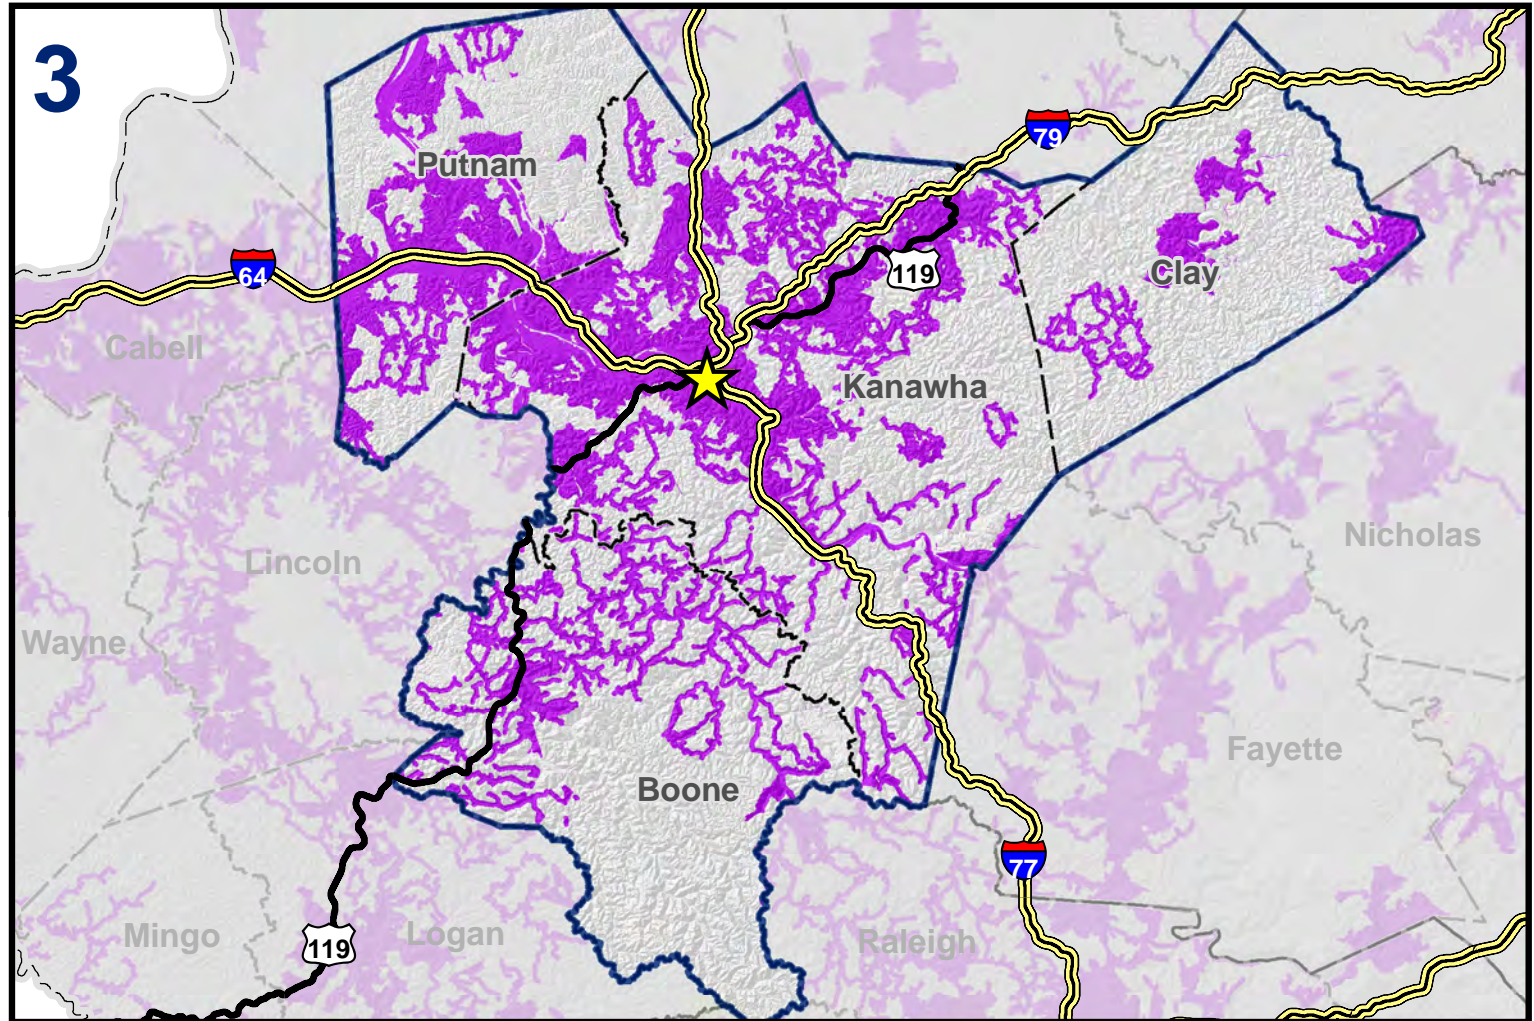 3
79
Putnam
119
Clay
64
Cabell
Kanawha
Nicholas
Lincoln
Wayne
Fayette
Boone
77
Mingo
119
Logan
Raleigh